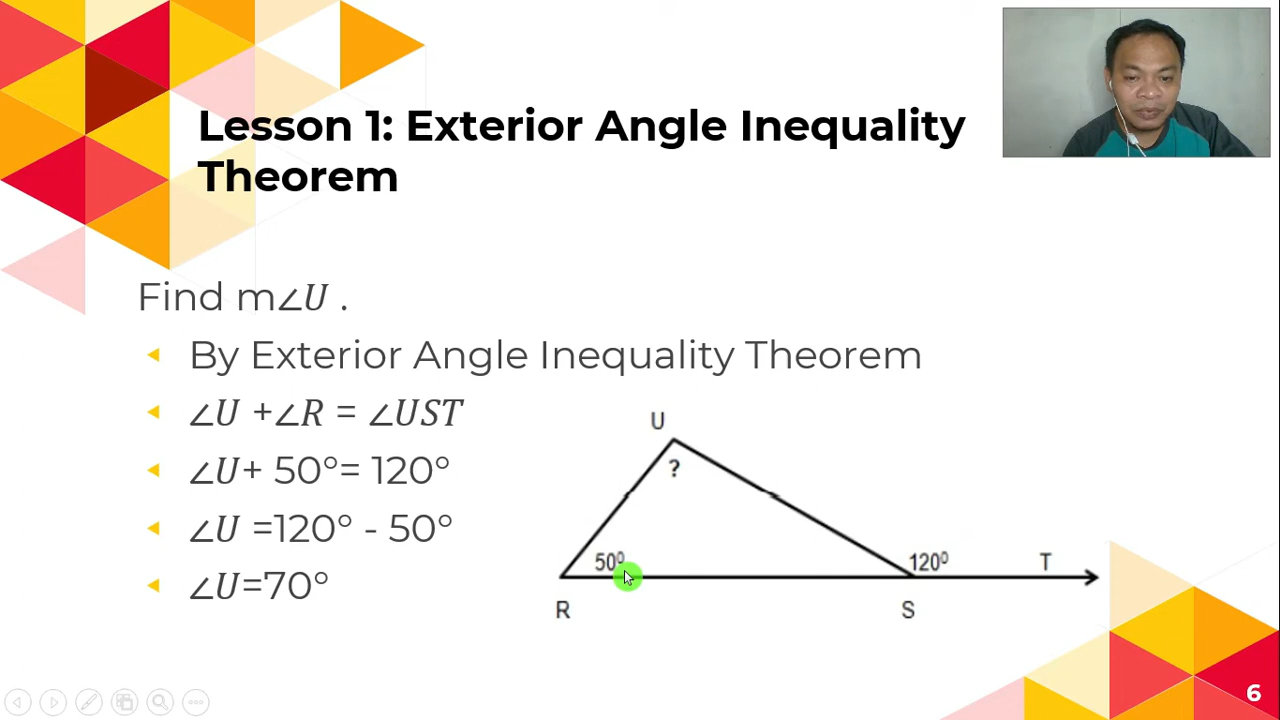 Lesson 1: Exterior Angle Inequality
Theorem
Find m∠U .
By Exterior Angle Inequality Theorem
∠U +∠R = ∠UST
∠U+ 50°= 120°
∠U =120° - 50°
∠U=70°
U
?
50⁰
120⁰
T
R
S
6